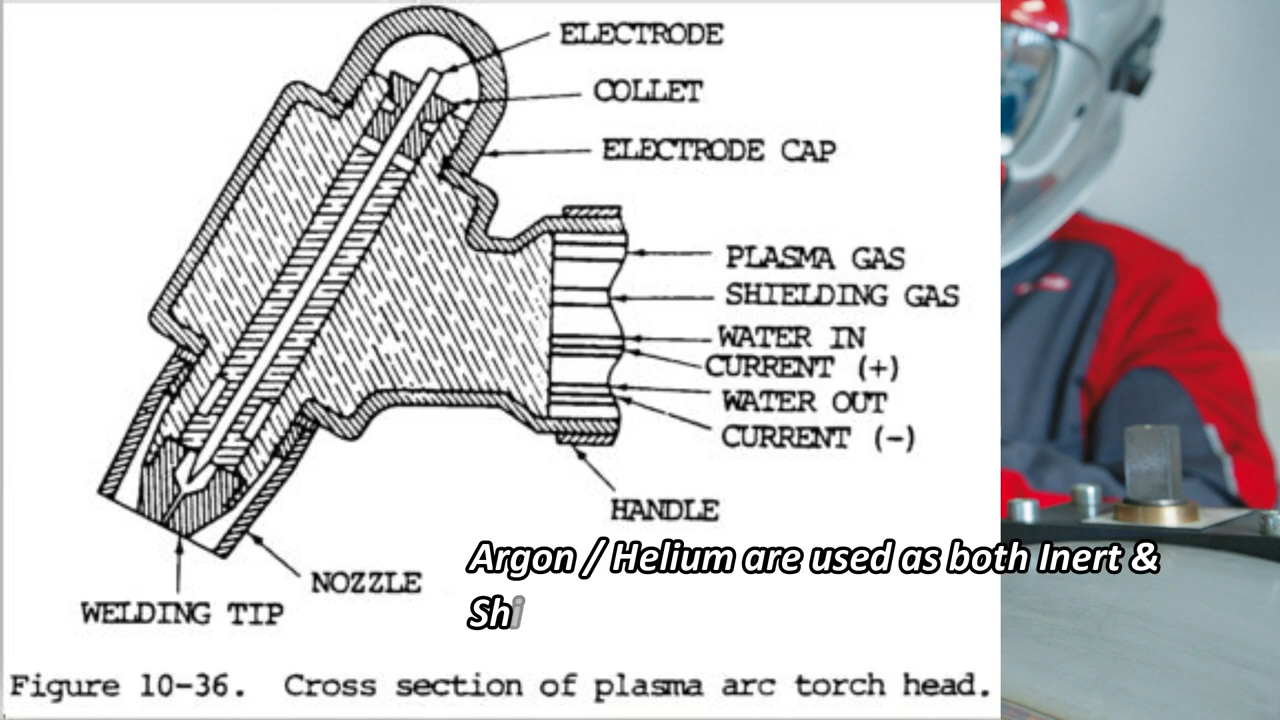 ELECTRODE
COLLET
ELECTRODE CAP
PLASMA GAS
SHIELDING GAS
WATER IN
CURRENT (+)
WATER OUT
CURRENT (-)
HANDLE
NOZZLE
WELDING TIP
Argon / Helium are used as both Inert &
Shi
Figure 10-36. Cross section of plasma arc torch head.